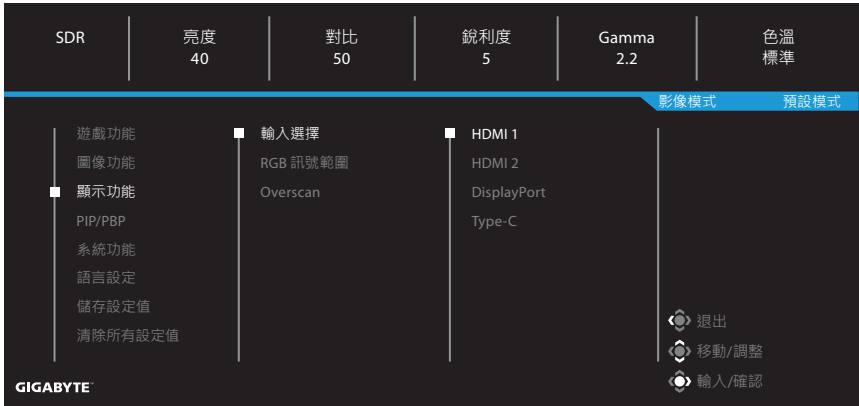 SDR
亮度
40
對比
50
銳利度
5
Gamma
2.2
色溫
標準
影像模式 預設模式
遊戲功能
圖像功能
顯示功能
PIP/PBP
系統功能
語言設定
儲存設定值
清除所有設定值
輸入選擇
RGB 訊號範圍
Overscan
HDMI 1
HDMI 2
DisplayPort
Type-C
退出
移動/調整
輸入/確認
GIGABYTE™